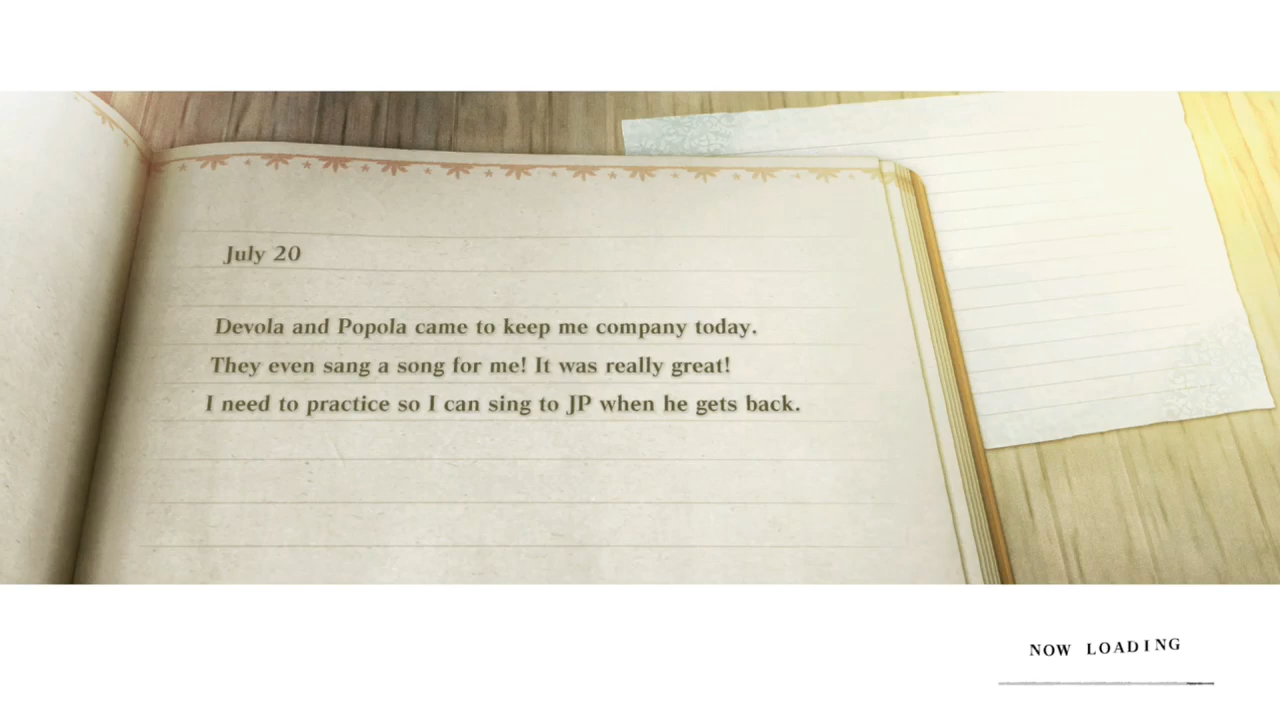 July 20
Devola and Popola came to keep me company today.
They even sang a song for me! It was really great!
I need to practice so I can sing to JP when he gets back.
NOW LOADING